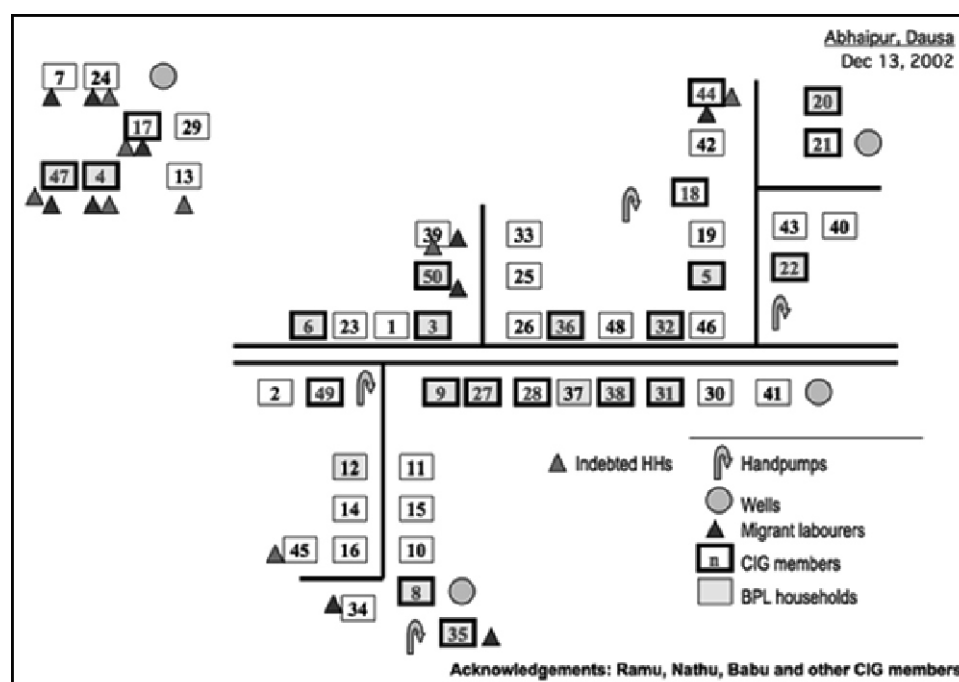 Abhaipur, Dausa
Dec 13, 2002
7 24
44 20
17 29
42 21
47 4 13
18
39 33 19 43 40
50 25 5 22
6 23 1 3 26 36 48 32 46
2 49 9 27 28 37 38 31 30 41
12 11 Indebted HHs Handpumps
14 15 Wells
Migrant labourers
45 16 10 n CIG members
8 BPL households
34
35
Acknowledgements: Ramu, Nathu, Babu and other CIG members